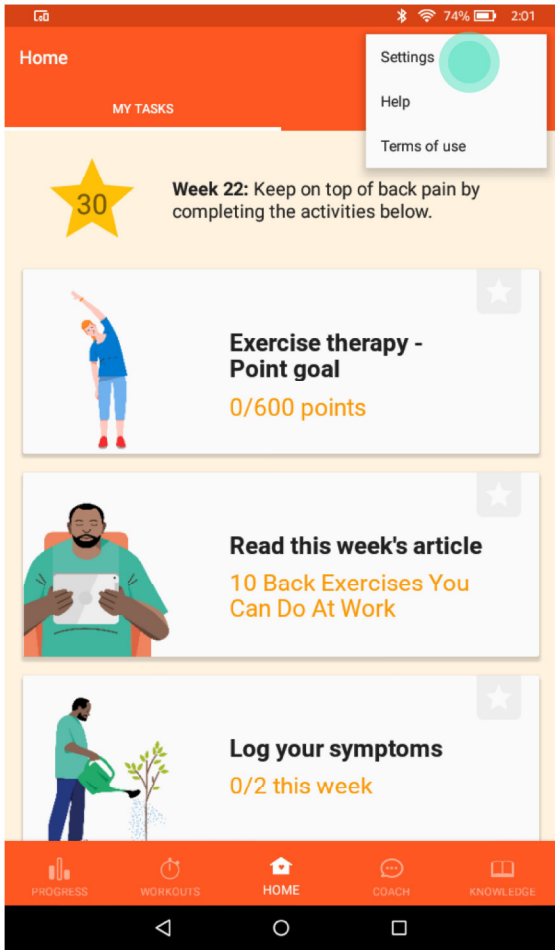 74% 2:01
Home
Settings
Help
Terms of use
MY TASKS
30
Week 22: Keep on top of back pain by
completing the activities below.
Exercise therapy -
Point goal
0/600 points
Read this week's article
10 Back Exercises You
Can Do At Work
Log your symptoms
0/2 this week
PROGRESS
WORKOUTS
HOME
COACH
KNOWLEDGE